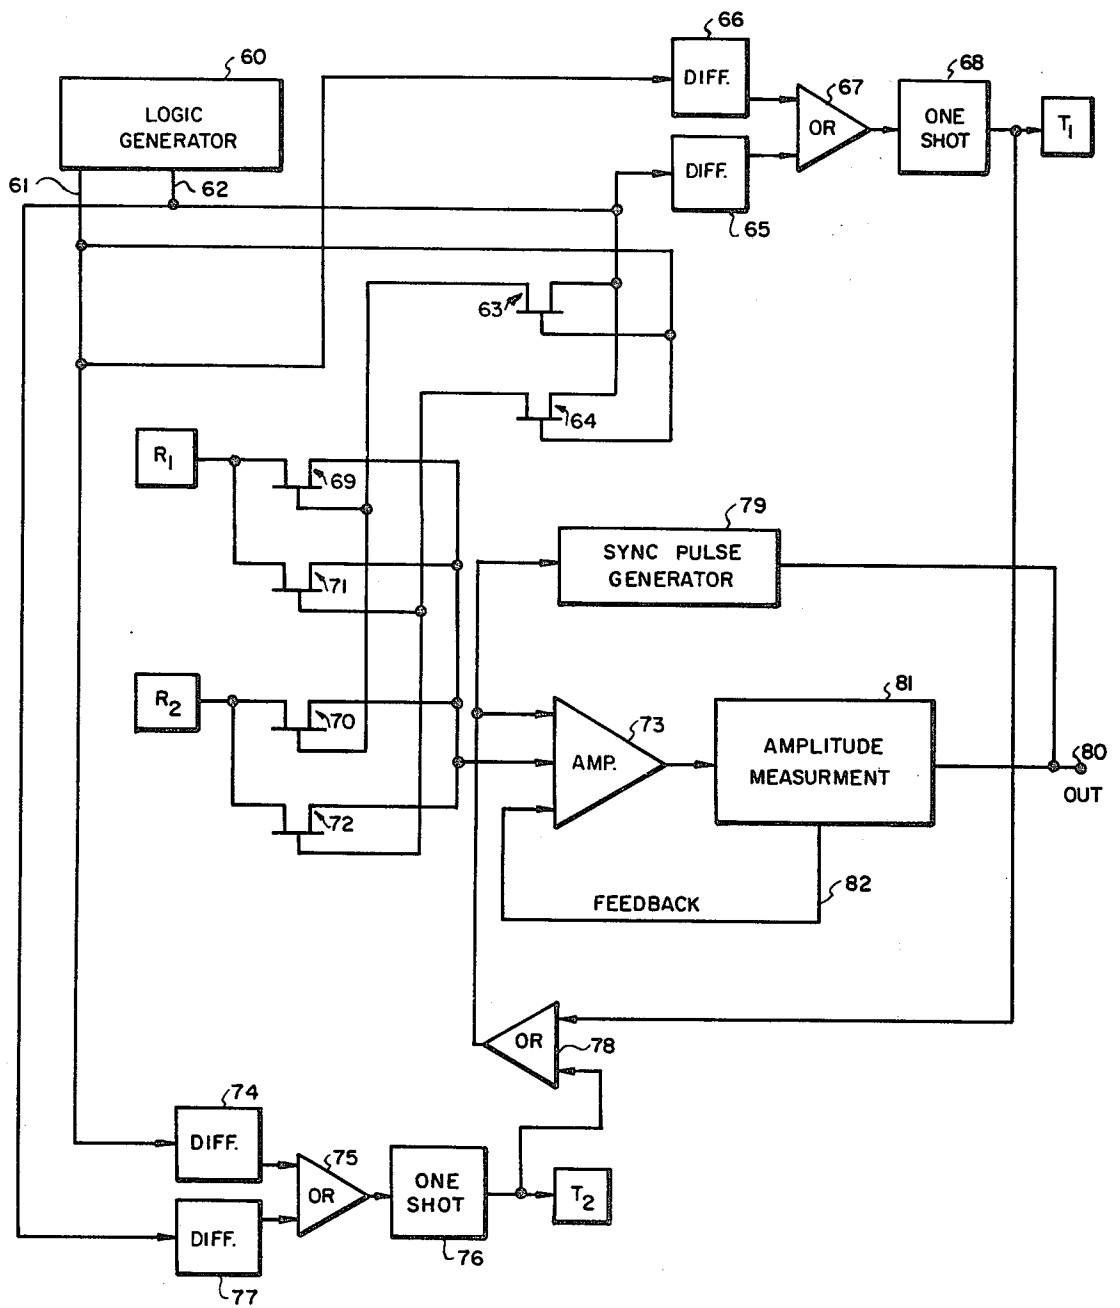 66
60
DIFF.
67
68
LOGIC
GENERATOR
OR
ONE
SHOT
T1
61
62
DIFF.
65
63
64
R1
69
79
SYNC PULSE
GENERATOR
71
R2
70
73
81
AMP.
AMPLITUDE
MEASURMENT
80
OUT
72
82
FEEDBACK
OR
78
74
DIFF.
75
OR
ONE
SHOT
T2
DIFF.
76
77